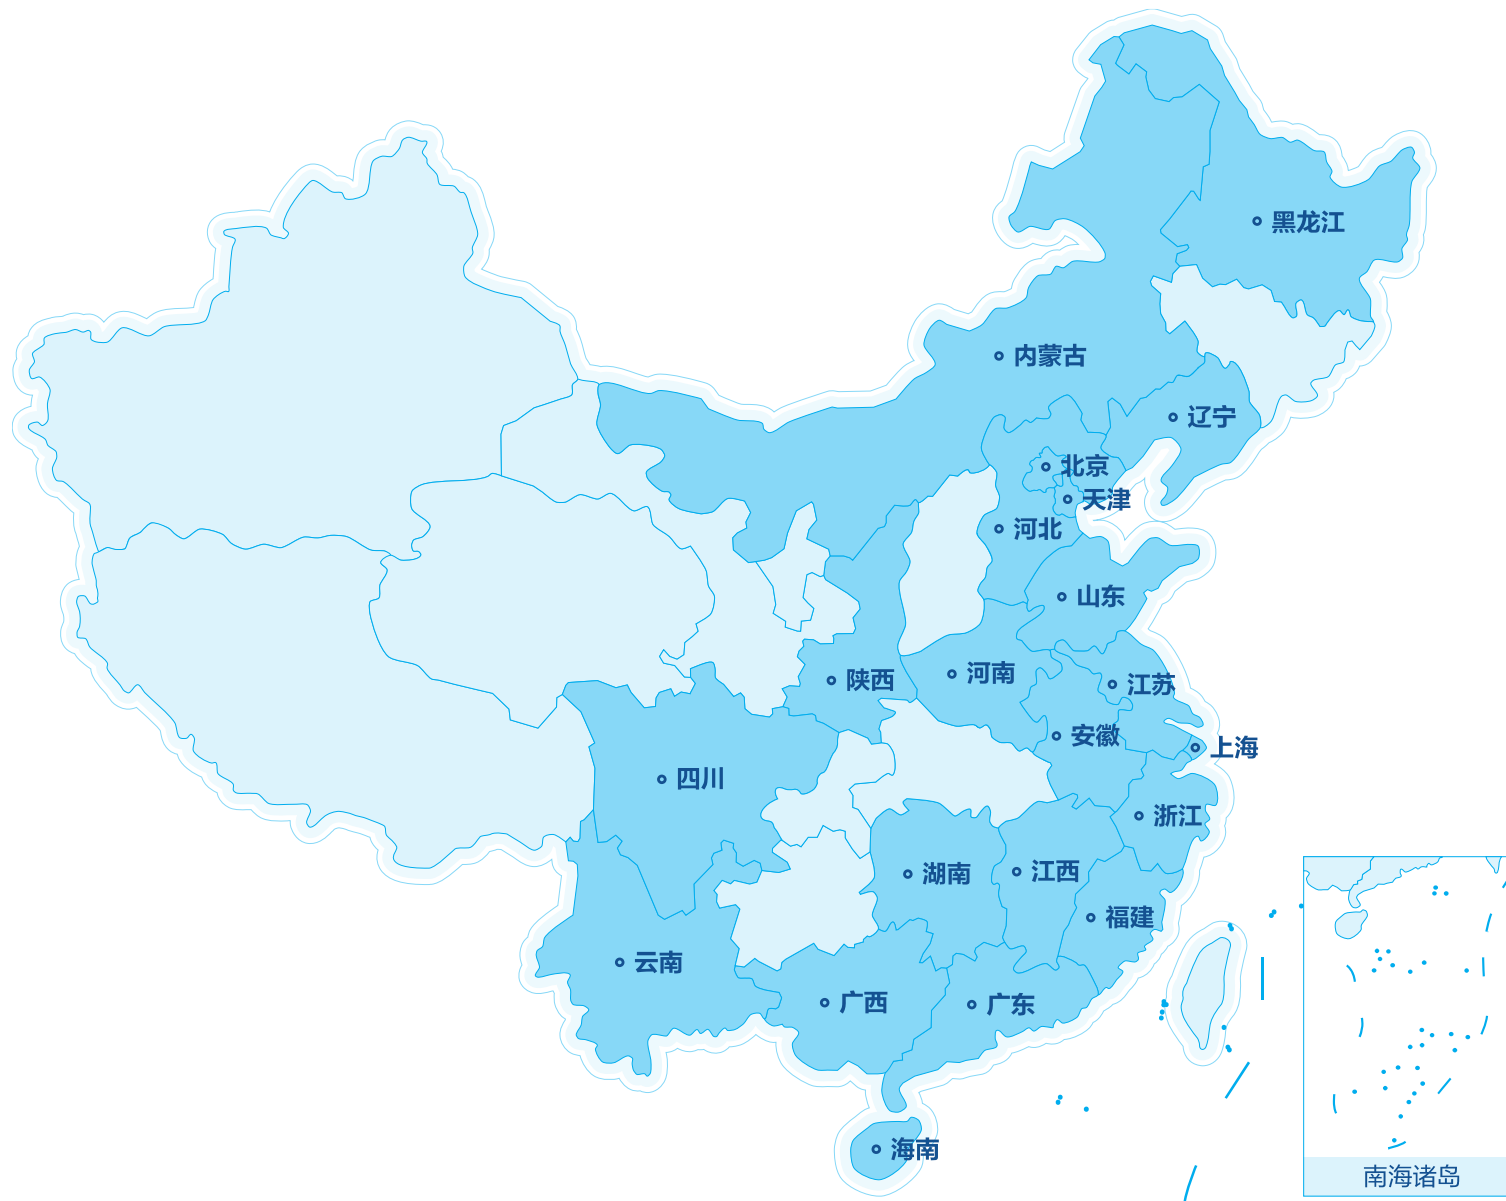 黑龙江
内蒙古
辽宁
北京
天津
河北
山东
河南
陕西
江苏
安徽
上海
四川
浙江
湖南
江西
福建
云南
广西
广东
海南
南海诸岛